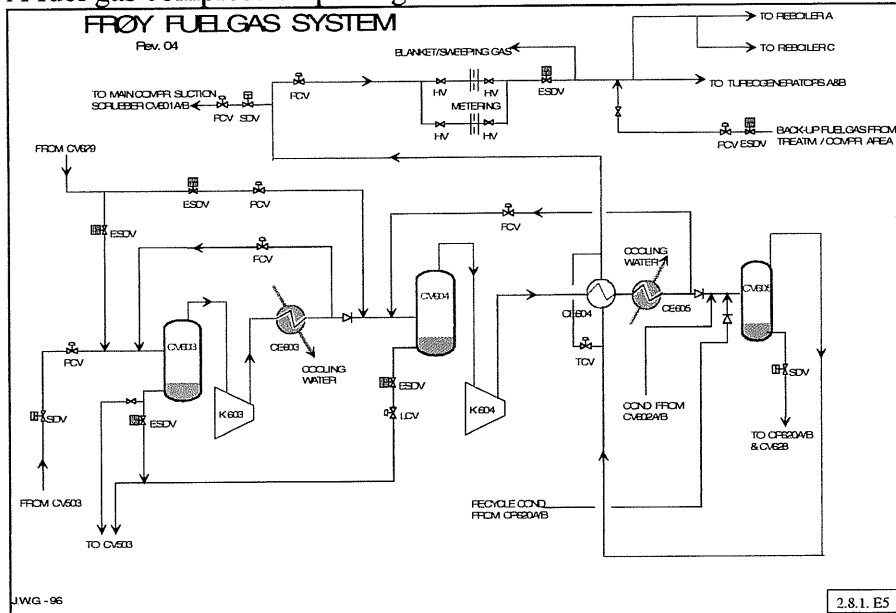 FRØY FUELGAS SYSTEM
Rev. 04
TO REBOILER A
BLANKET/SWEEPING GAS
TO REBOILER C
TO MAIN COMPR SUCTION
SCRUBBER CV601 A/B
PCV
SDV
PCV
HV
HV
METERING
HV
HV
ESDV
TO TURBOGENERATORS A&B
PCV
ESDV
BACK-UP FUELGAS FROM
TREATM. / COMPR AREA
FROM CV629
ESDV
PCV
ESDV
FCV
FCV
COOLING
WATER
CV603
CE603
COOLING
WATER
CV604
CE604
CE605
CV605
PCV
K 603
ESDV
LCV
K 604
TCV
SDV
SDV
ESDV
COND FROM
CV602A/B
TO CP620A/B
& CV628
FROM CV503
TO CV503
RECYCLE COND
FROM CP620A/B
J.W.G. - 96
2.8.1. E5